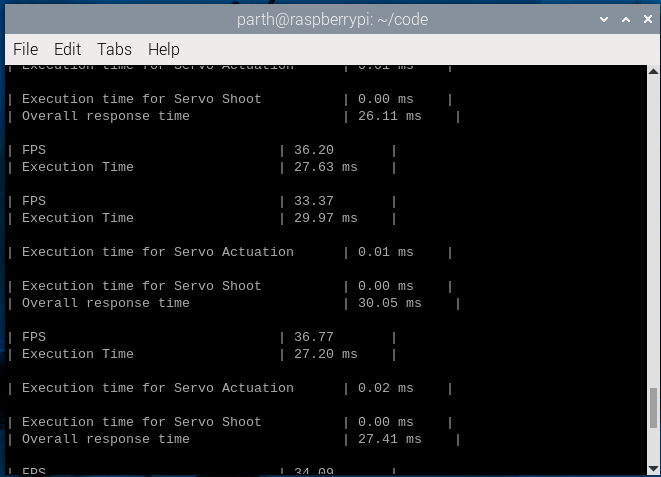 parth@raspberrypi: ~/code
File Edit Tabs Help
| Execution time for Servo Actuation | 0.01 ms |
| Execution time for Servo Shoot | 0.00 ms |
| Overall response time | 26.11 ms |
| FPS | 36.20 |
| Execution Time | 27.63 ms |
| FPS | 33.37 |
| Execution Time | 29.97 ms |
| Execution time for Servo Actuation | 0.01 ms |
| Execution time for Servo Shoot | 0.00 ms |
| Overall response time | 30.05 ms |
| FPS | 36.77 |
| Execution Time | 27.20 ms |
| Execution time for Servo Actuation | 0.02 ms |
| Execution time for Servo Shoot | 0.00 ms |
| Overall response time | 27.41 ms |
| FPS | 34.09 |